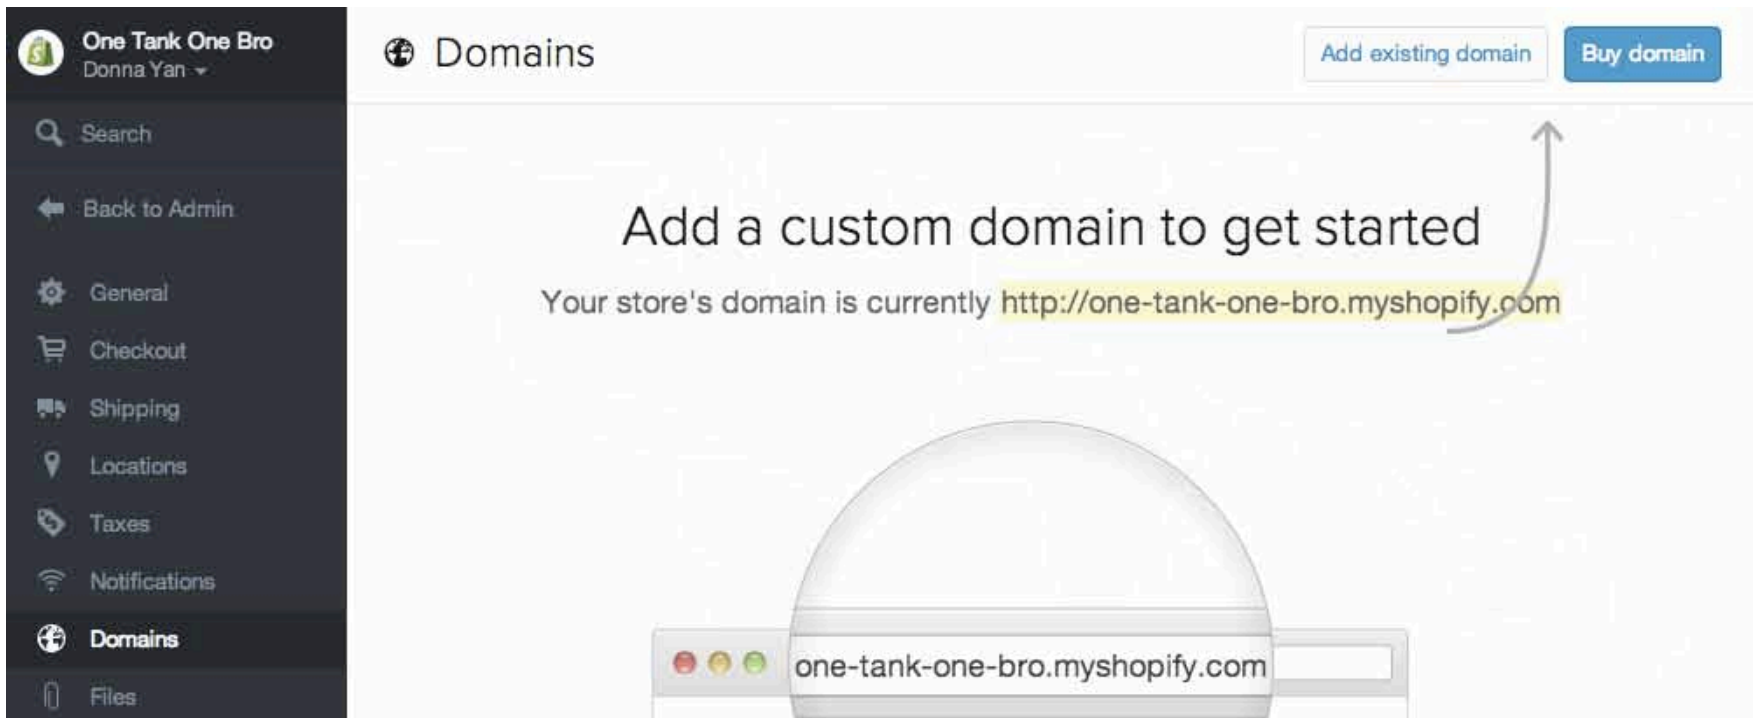 One Tank One Bro
Donna Yan
Search
Back to Admin
General
Checkout
Shipping
Locations
Taxes
Notifications
Domains
Files
Domains
Add existing domain
Buy domain
Add a custom domain to get started
Your store's domain is currently http://one-tank-one-bro.myshopify.com
one-tank-one-bro.myshopify.com